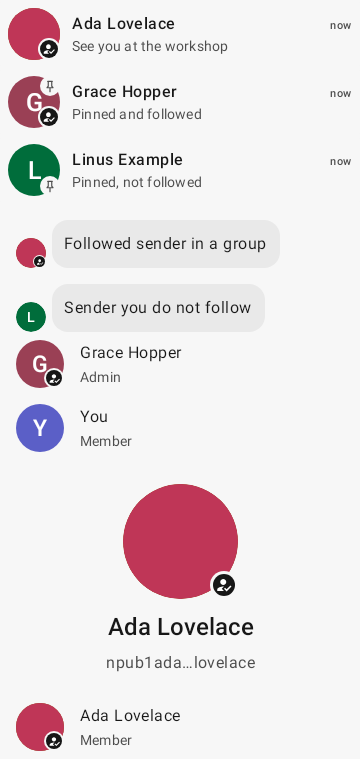 Ada Lovelace
now
See you at the workshop
G
Grace Hopper
now
Pinned and followed
L
Linus Example
now
Pinned, not followed
Followed sender in a group
L
Sender you do not follow
G
Grace Hopper
Admin
Y
You
Member
Ada Lovelace
npub1ada…lovelace
Ada Lovelace
Member